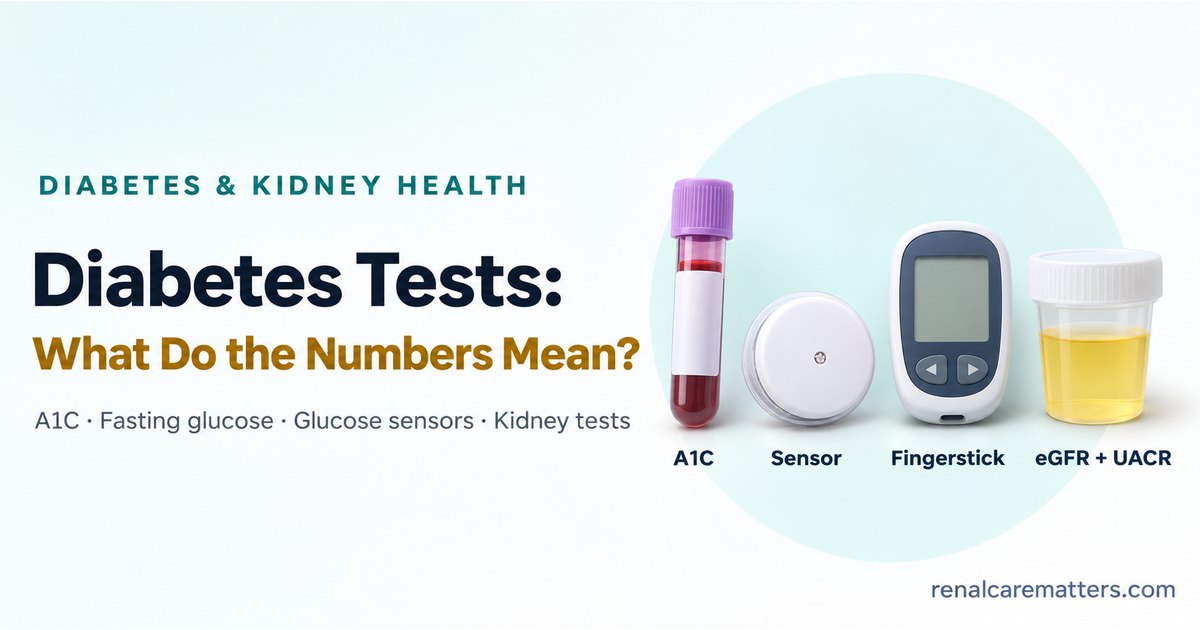 DIABETES & KIDNEY HEALTH
Diabetes Tests:
What Do the Numbers Mean?
A1C · Fasting glucose · Glucose sensors · Kidney tests
A1C
Sensor
Fingerstick
eGFR + UACR
renalcarematters.com